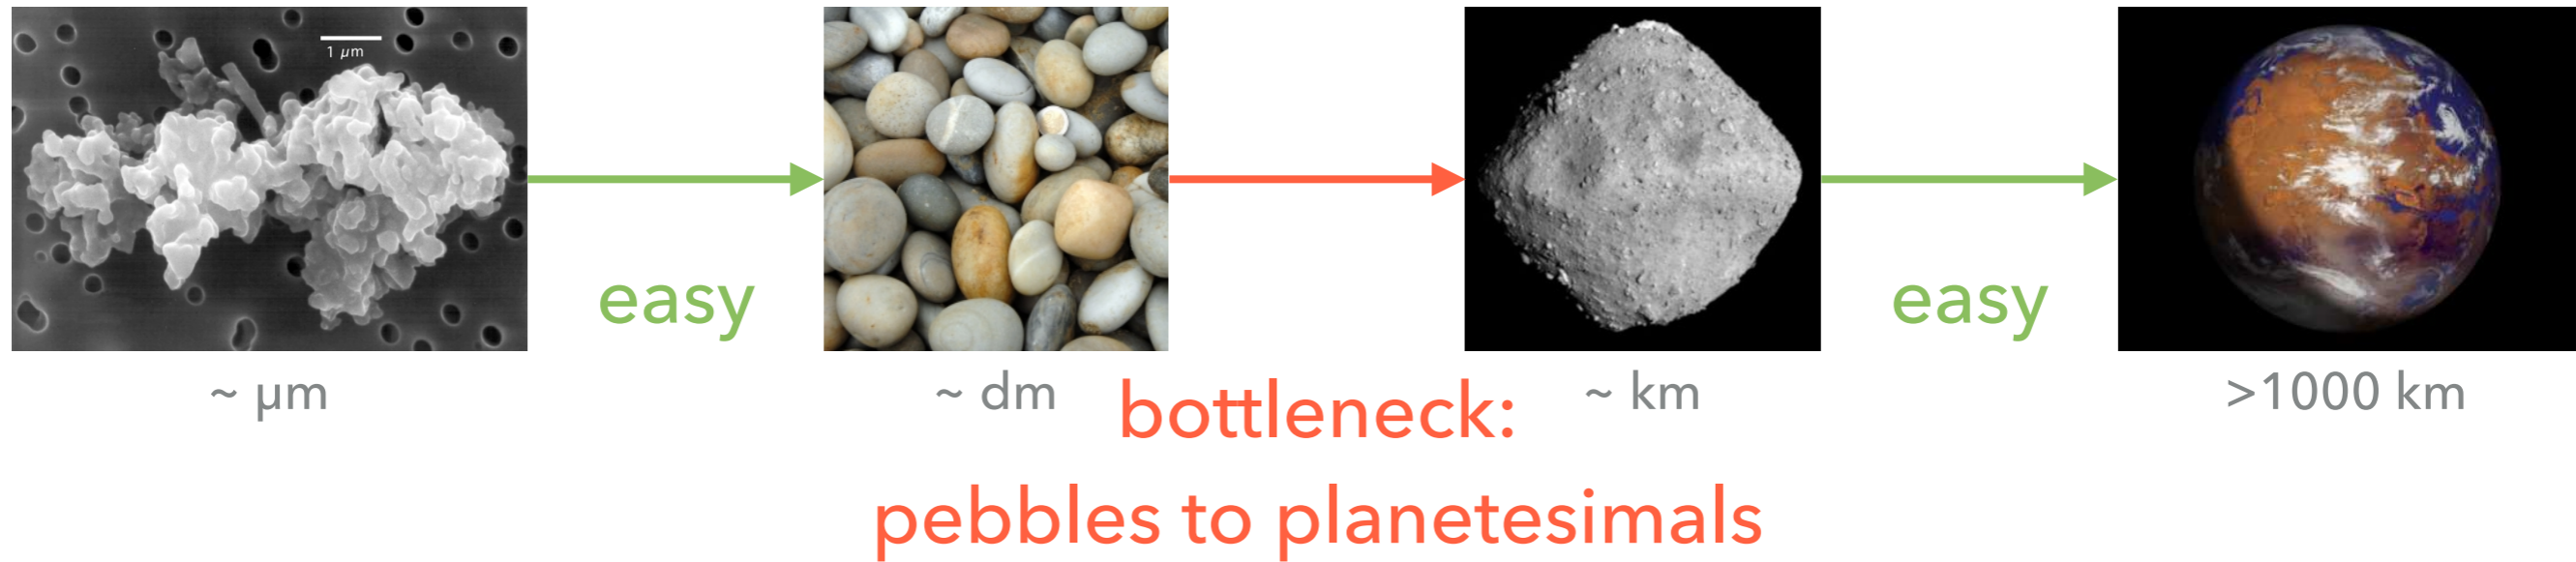 1 µm
easy
easy
~ µm
~ dm
~ km
>1000 km
bottleneck:
pebbles to planetesimals